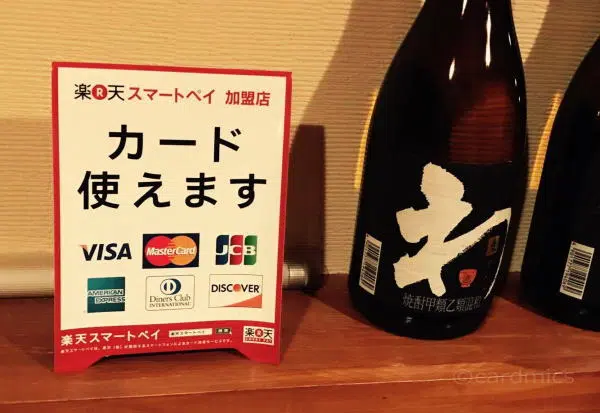 楽R天 スマートペイ 加盟店
カード
使えます
VISA
MasterCard
JCB
AMERICAN
EXPRESS
Diners Club
INTERNATIONAL
DISCOVER
楽天スマートペイ
楽R天
焼酎甲類乙類混和
©cardmics